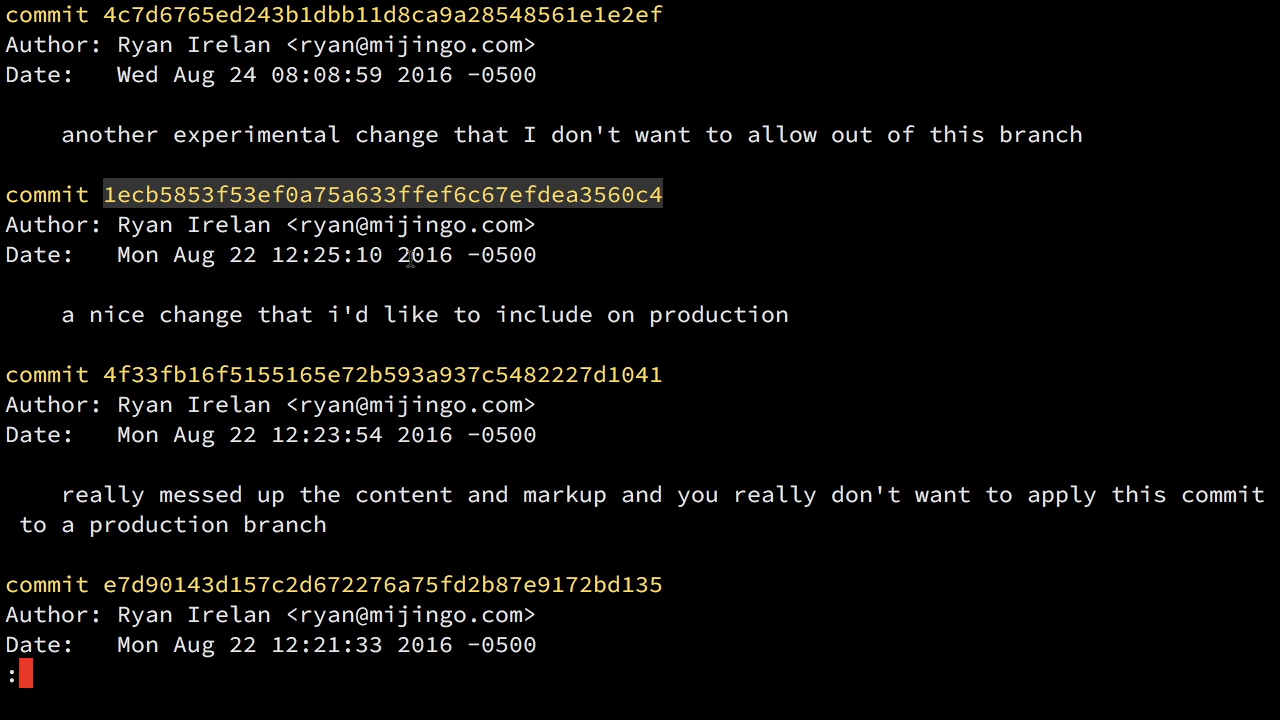 commit 4c7d6765ed243b1dbb11d8ca9a28548561e1e2ef
Author: Ryan Irelan <ryan@mijingo.com>
Date:   Wed Aug 24 08:08:59 2016 -0500
    another experimental change that I don't want to allow out of this branch
commit 1ecb5853f53ef0a75a633ffef6c67efdea3560c4
Author: Ryan Irelan <ryan@mijingo.com>
Date:   Mon Aug 22 12:25:10 2016 -0500
    a nice change that i'd like to include on production
commit 4f33fb16f5155165e72b593a937c5482227d1041
Author: Ryan Irelan <ryan@mijingo.com>
Date:   Mon Aug 22 12:23:54 2016 -0500
    really messed up the content and markup and you really don't want to apply this commit
 to a production branch
commit e7d90143d157c2d672276a75fd2b87e9172bd135
Author: Ryan Irelan <ryan@mijingo.com>
Date:   Mon Aug 22 12:21:33 2016 -0500
: